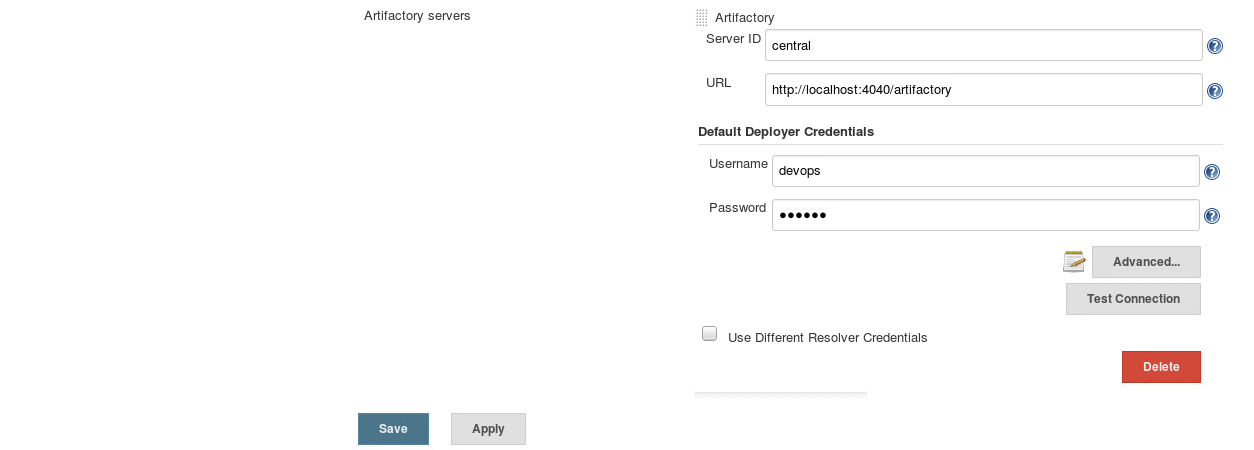 Artifactory servers
Artifactory
Server ID central
URL http://localhost:4040/artifactory
Default Deployer Credentials
Username devops
Password ••••••
Advanced...
Test Connection
Use Different Resolver Credentials
Delete
Save Apply